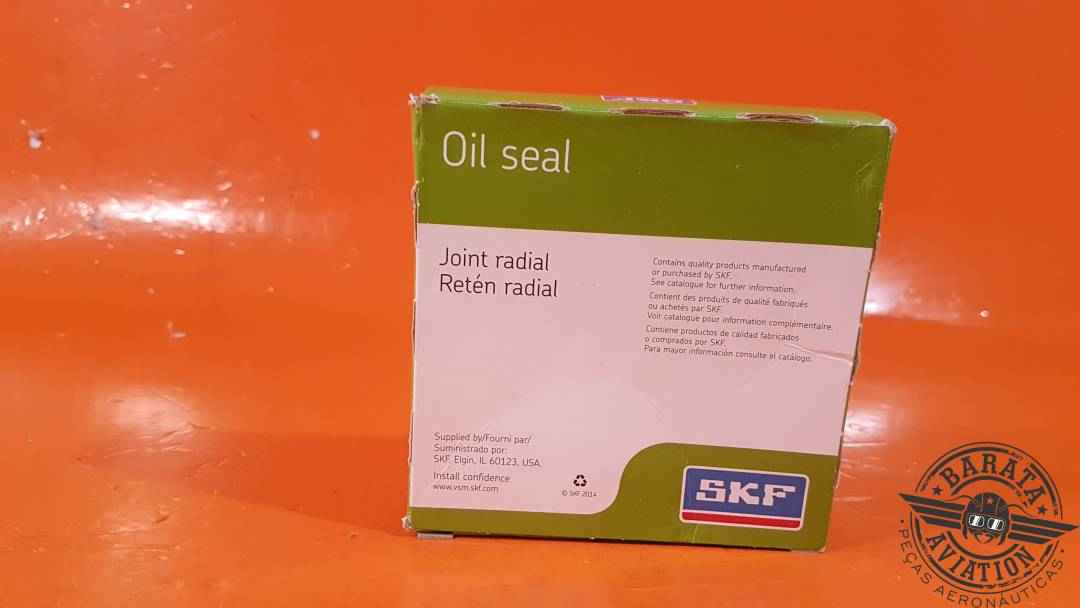 Oil seal
Joint radial
Retén radial
Contains quality products manufactured
or purchased by SKF.
See catalogue for further information.
Contient des produits de qualité fabriqués
ou achetés par SKF.
Voir catalogue pour information complémentaire.
Contiene productos de calidad fabricados
o comprados por SKF.
Para mayor información consulte el catálogo.
Supplied by/Fourni par/
Suministrado por:
SKF, Elgin, IL 60123, USA.
Install confidence
www.vsm.skf.com
© SKF 2014
SKF
BARATA
AVIATION
PEÇAS AERONÁUTICAS